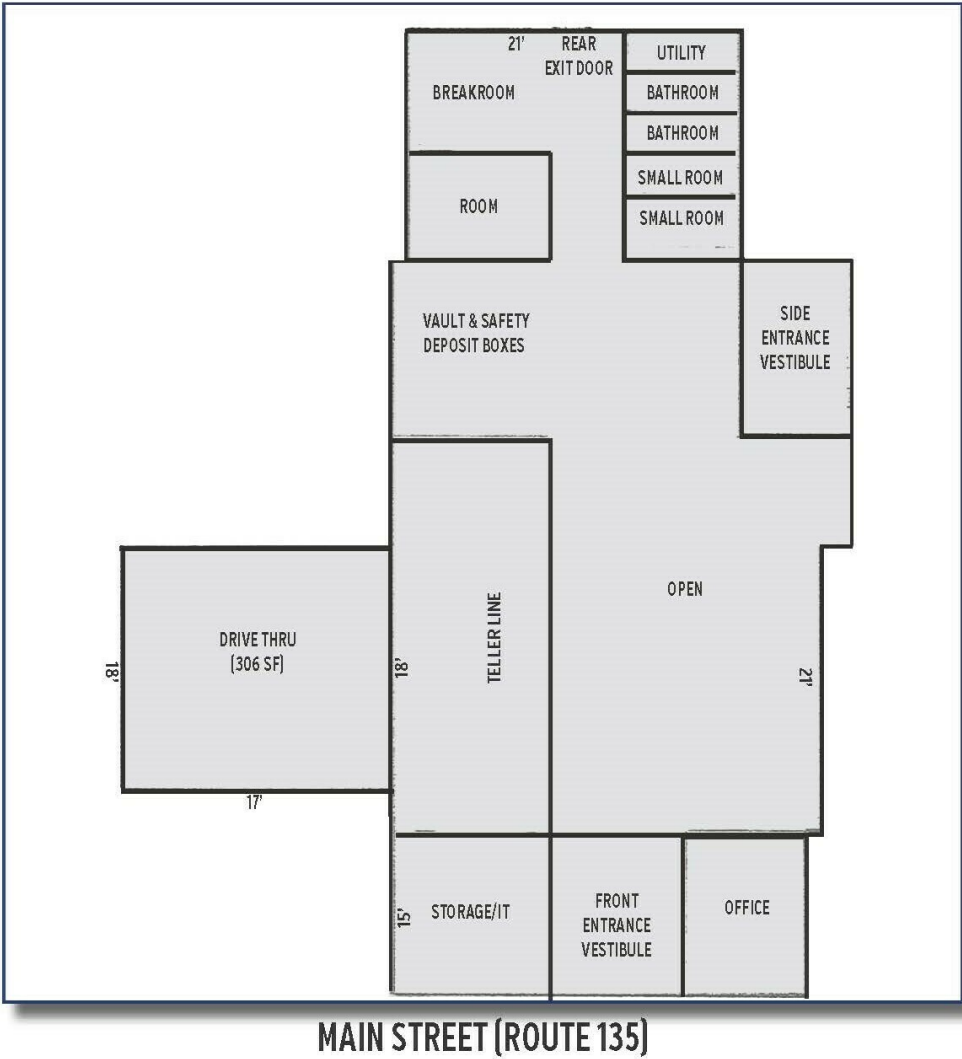 21'
REAR
EXIT DOOR
UTILITY
BREAKROOM
BATHROOM
BATHROOM
SMALL ROOM
ROOM
SMALL ROOM
VAULT & SAFETY
DEPOSIT BOXES
SIDE
ENTRANCE
VESTIBULE
OPEN
DRIVE THRU
(306 SF)
18'
18'
TELLER LINE
21'
17'
15'
STORAGE/IT
FRONT
ENTRANCE
VESTIBULE
OFFICE
MAIN STREET (ROUTE 135)